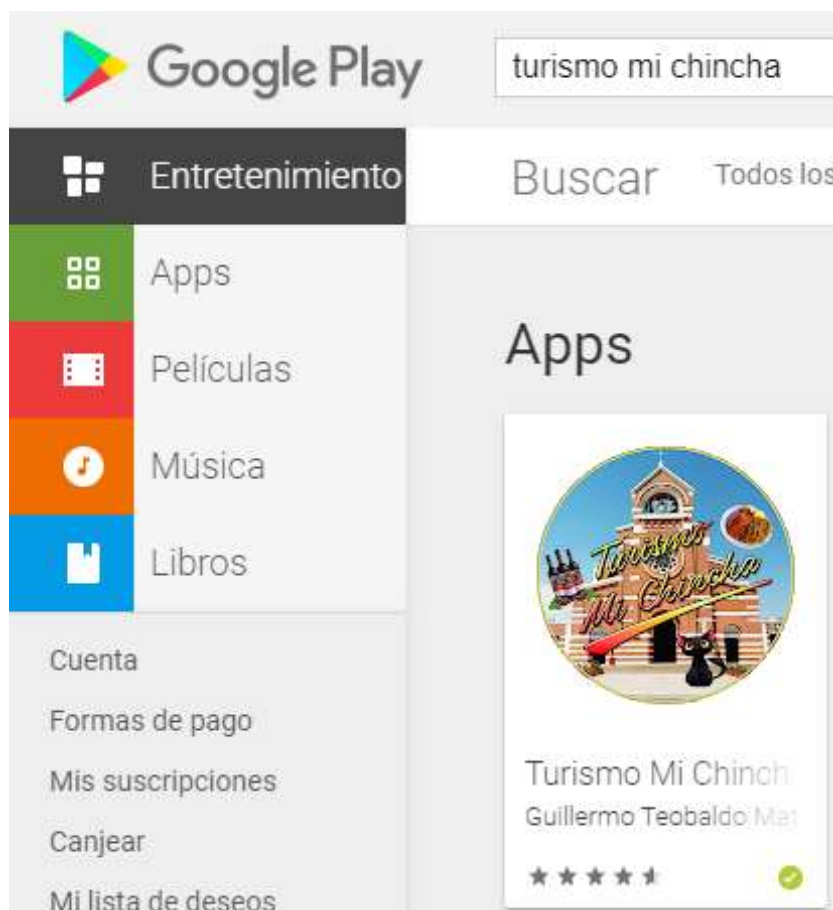 Google Play
turismo mi chincha
Entretenimiento
Buscar
Todos los
Apps
Películas
Música
Libros
Cuenta
Formas de pago
Mis suscripciones
Canjear
Mi lista de deseos
Apps
Turismo
Mi Chincha
Turismo Mi Chinch
Guillermo Teobaldo Mat